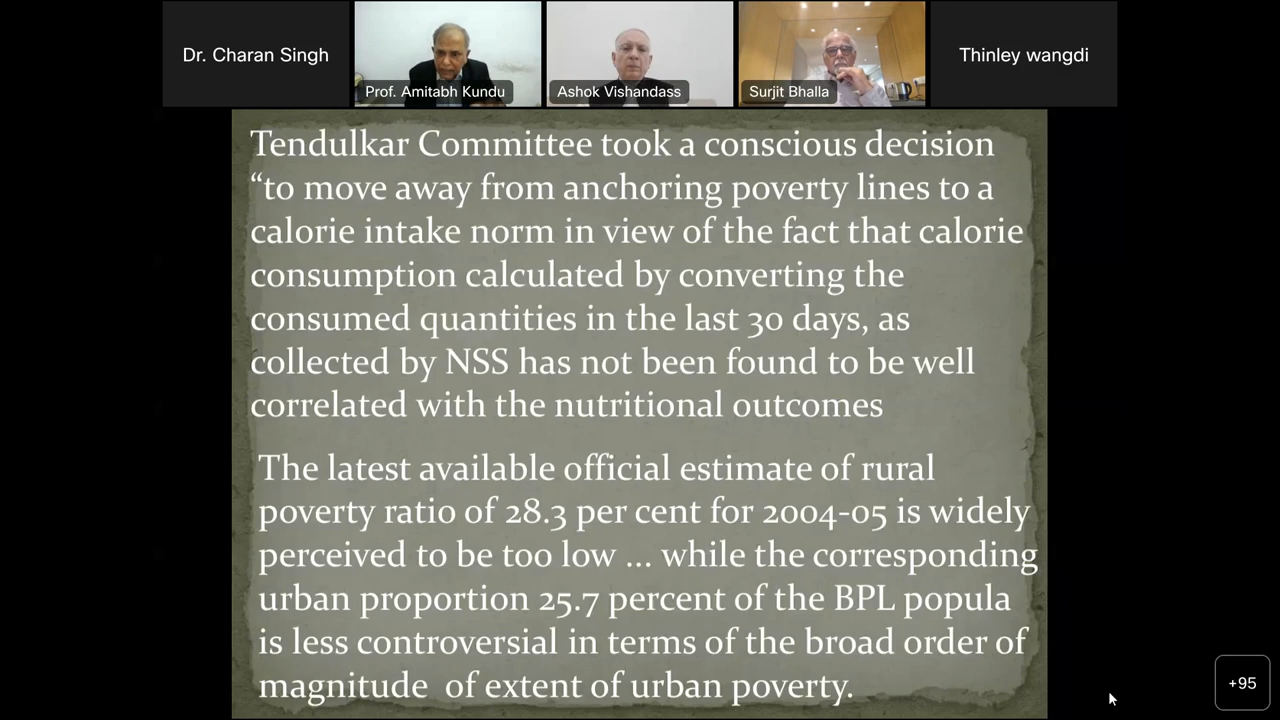 Dr. Charan Singh
Prof. Amitabh Kundu
Ashok Vishandass
Surjit Bhalla
Thinley wangdi
Tendulkar Committee took a conscious decision
“to move away from anchoring poverty lines to a
calorie intake norm in view of the fact that calorie
consumption calculated by converting the
consumed quantities in the last 30 days, as
collected by NSS has not been found to be well
correlated with the nutritional outcomes
The latest available official estimate of rural
poverty ratio of 28.3 per cent for 2004-05 is widely
perceived to be too low ... while the corresponding
urban proportion 25.7 percent of the BPL popula
is less controversial in terms of the broad order of
magnitude of extent of urban poverty.
+95